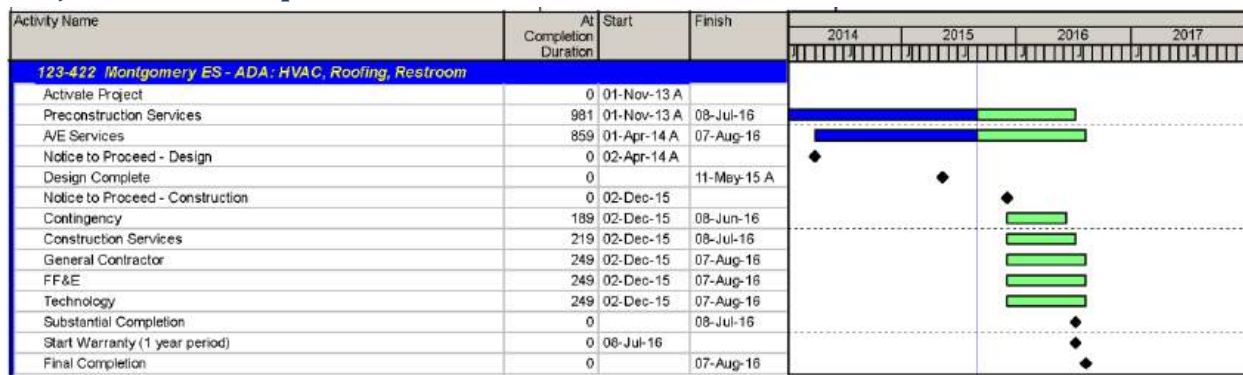 Activity Name At Completion Duration Start Finish 2014 2015 2016 2017
J J J J J J J
123-422 Montgomery ES - ADA: HVAC, Roofing, Restroom
Activate Project 0 01-Nov-13 A
Preconstruction Services 981 01-Nov-13 A 08-Jul-16
A/E Services 859 01-Apr-14 A 07-Aug-16
Notice to Proceed - Design 0 02-Apr-14 A
Design Complete 0 11-May-15 A
Notice to Proceed - Construction 0 02-Dec-15
Contingency 189 02-Dec-15 08-Jun-16
Construction Services 219 02-Dec-15 08-Jul-16
General Contractor 249 02-Dec-15 07-Aug-16
FF&E 249 02-Dec-15 07-Aug-16
Technology 249 02-Dec-15 07-Aug-16
Substantial Completion 0 08-Jul-16
Start Warranty (1 year period) 0 08-Jul-16
Final Completion 0 07-Aug-16